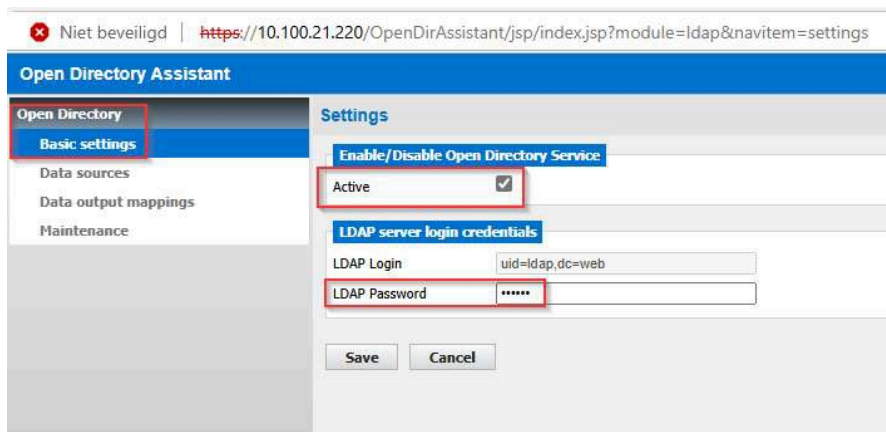 Niet beveiligd | https://10.100.21.220/OpenDirAssistant/jsp/index.jsp?module=ldap&navitem=settings
Open Directory Assistant
Open Directory
Basic settings
Data sources
Data output mappings
Maintenance
Settings
Enable/Disable Open Directory Service
Active
LDAP server login credentials
LDAP Login uid=ldap,dc=web
LDAP Password ••••••
Save Cancel